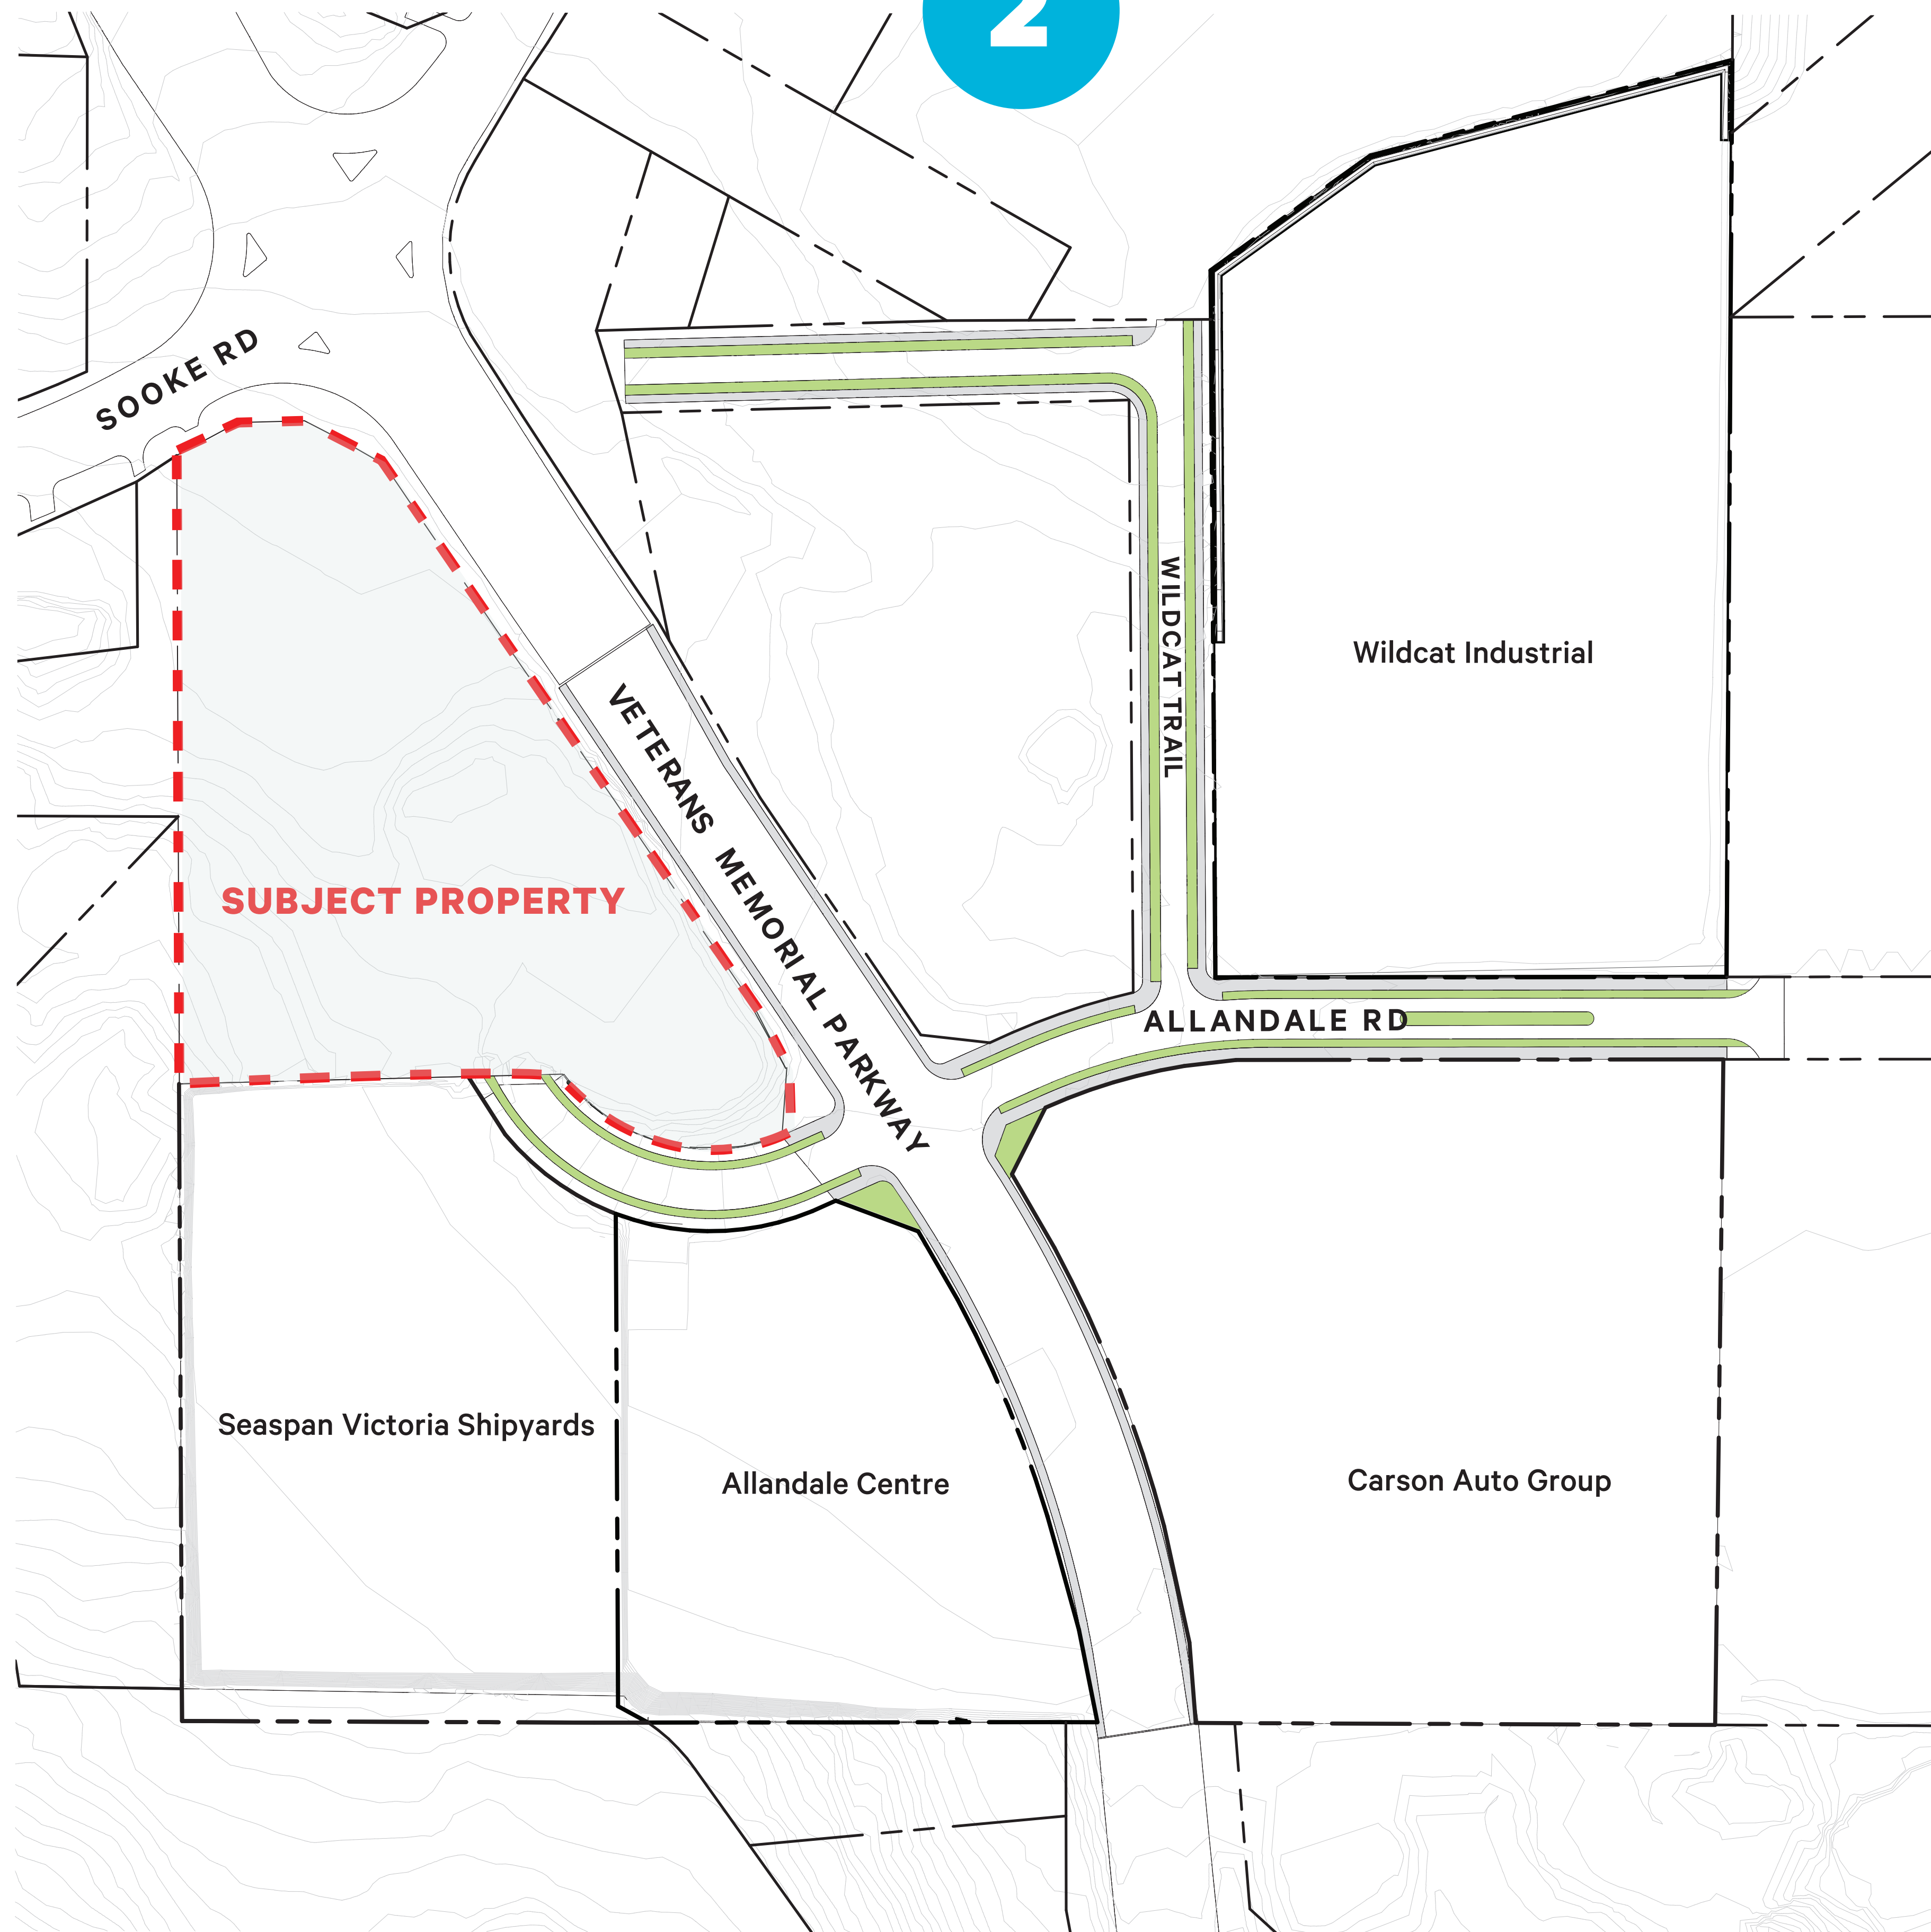 2
SOOKE RD
WILDCAT TRAIL
Wildcat Industrial
VETERANS MEMORIAL PARKWAY
SUBJECT PROPERTY
ALLANDALE RD
Seaspan Victoria Shipyards
Allandale Centre
Carson Auto Group